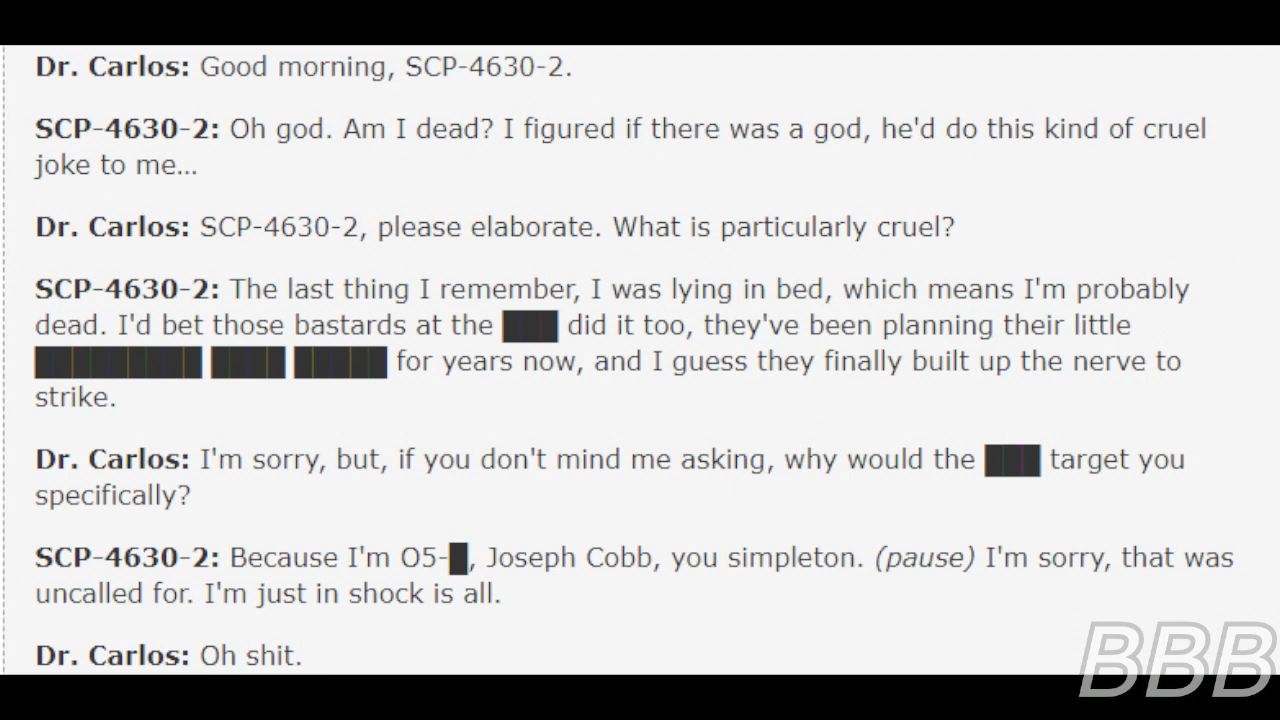 Dr. Carlos: Good morning, SCP-4630-2.
SCP-4630-2: Oh god. Am I dead? I figured if there was a god, he'd do this kind of cruel
joke to me...
Dr. Carlos: SCP-4630-2, please elaborate. What is particularly cruel?
SCP-4630-2: The last thing I remember, I was lying in bed, which means I'm probably
dead. I'd bet those bastards at the ███ did it too, they've been planning their little
█████████ ████ █████ for years now, and I guess they finally built up the nerve to
strike.
Dr. Carlos: I'm sorry, but, if you don't mind me asking, why would the ███ target you
specifically?
SCP-4630-2: Because I'm O5-█, Joseph Cobb, you simpleton. (pause) I'm sorry, that was
uncalled for. I'm just in shock is all.
Dr. Carlos: Oh shit.
BBB